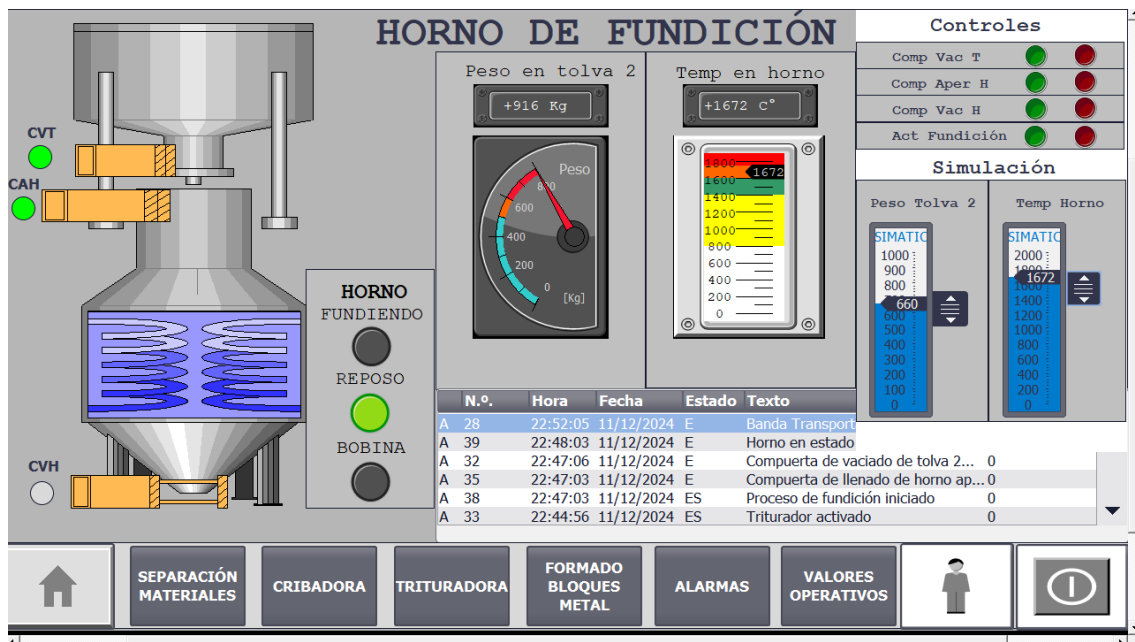 HORNO DE FUNDICIÓN
CVT
CAH
CVH
HORNO
FUNDIENDO
REPOSO
BOBINA
Peso en tolva 2
+916 Kg
Peso
800
600
400
200
0
[Kg]
Temp en horno
+1672 C°
1800
1672
1600
1400
1200
1000
800
600
400
200
0
Controles
Comp Vac T
Comp Aper H
Comp Vac H
Act Fundición
Simulación
Peso Tolva 2
SIMATIC
1000
900
800
660
600
500
400
300
200
100
0
Temp Horno
SIMATIC
2000
1800
1672
1600
1400
1200
1000
800
600
400
200
0
N.º. Hora Fecha Estado Texto
A 28 22:52:05 11/12/2024 E Banda Transport
A 39 22:48:03 11/12/2024 E Horno en estado
A 32 22:47:06 11/12/2024 E Compuerta de vaciado de tolva 2... 0
A 35 22:47:03 11/12/2024 E Compuerta de llenado de horno ap... 0
A 38 22:47:03 11/12/2024 ES Proceso de fundición iniciado 0
A 33 22:44:56 11/12/2024 ES Triturador activado 0
SEPARACIÓN
MATERIALES
CRIBADORA
TRITURADORA
FORMADO
BLOQUES
METAL
ALARMAS
VALORES
OPERATIVOS